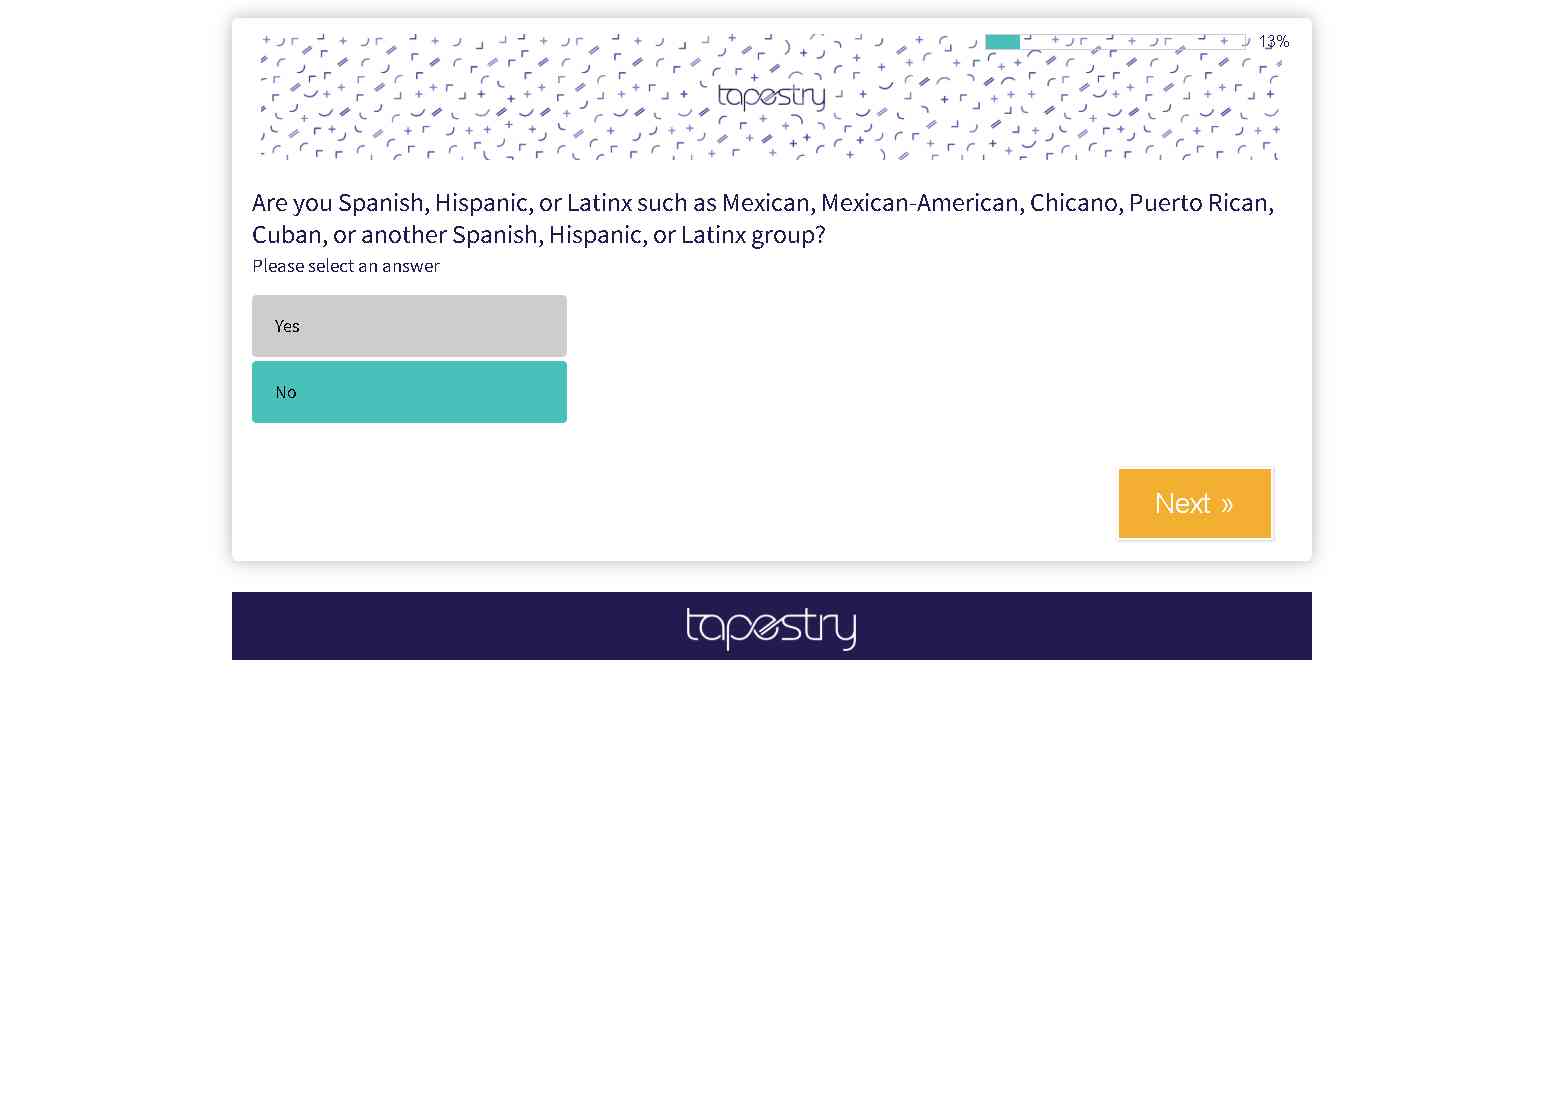 13%
tapestry
Are you Spanish, Hispanic, or Latinx such as Mexican, Mexican-American, Chicano, Puerto Rican,
Cuban, or another Spanish, Hispanic, or Latinx group?
Please select an answer
Yes
No
Next »
tapestry